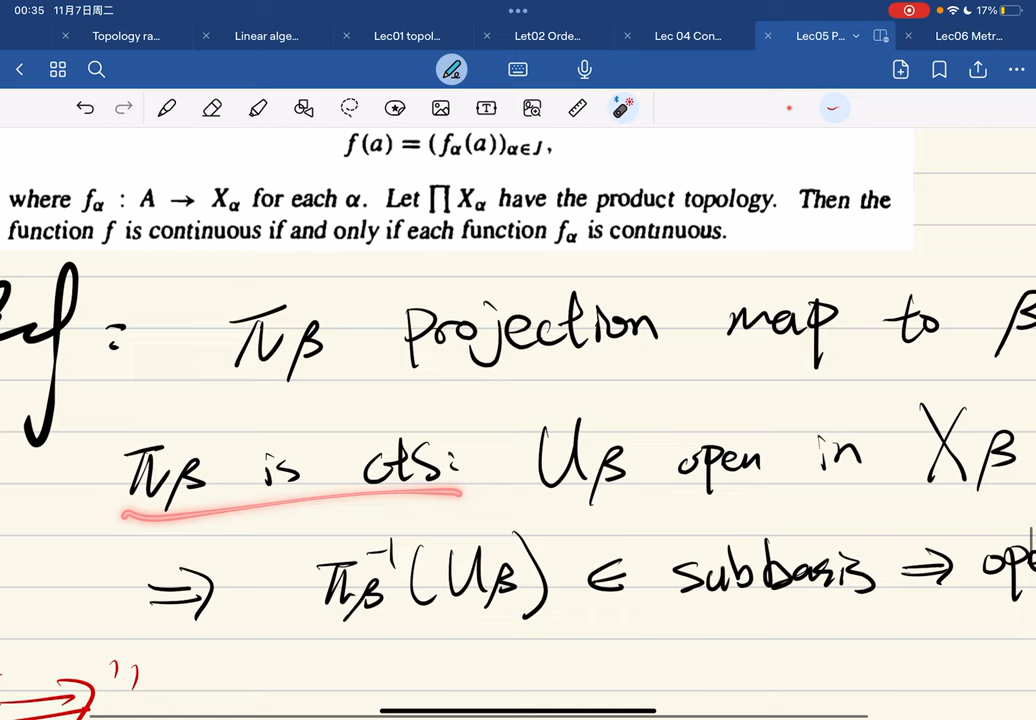 00:35 11月7日周二
17%
Topology ra...
Linear alge...
Lec01 topol...
Let02 Orde...
Lec 04 Con...
Lec05 P...
Lec06 Metr...
f(a) = (fα(a))α∈J,
where fα : A → Xα for each α. Let ∏ Xα have the product topology. Then the
function f is continuous if and only if each function fα is continuous.
: πβ projection map to β
πβ is cts: Uβ open in Xβ
⇒ πβ⁻¹(Uβ) ∈ subbasis ⇒ ope
⇒"